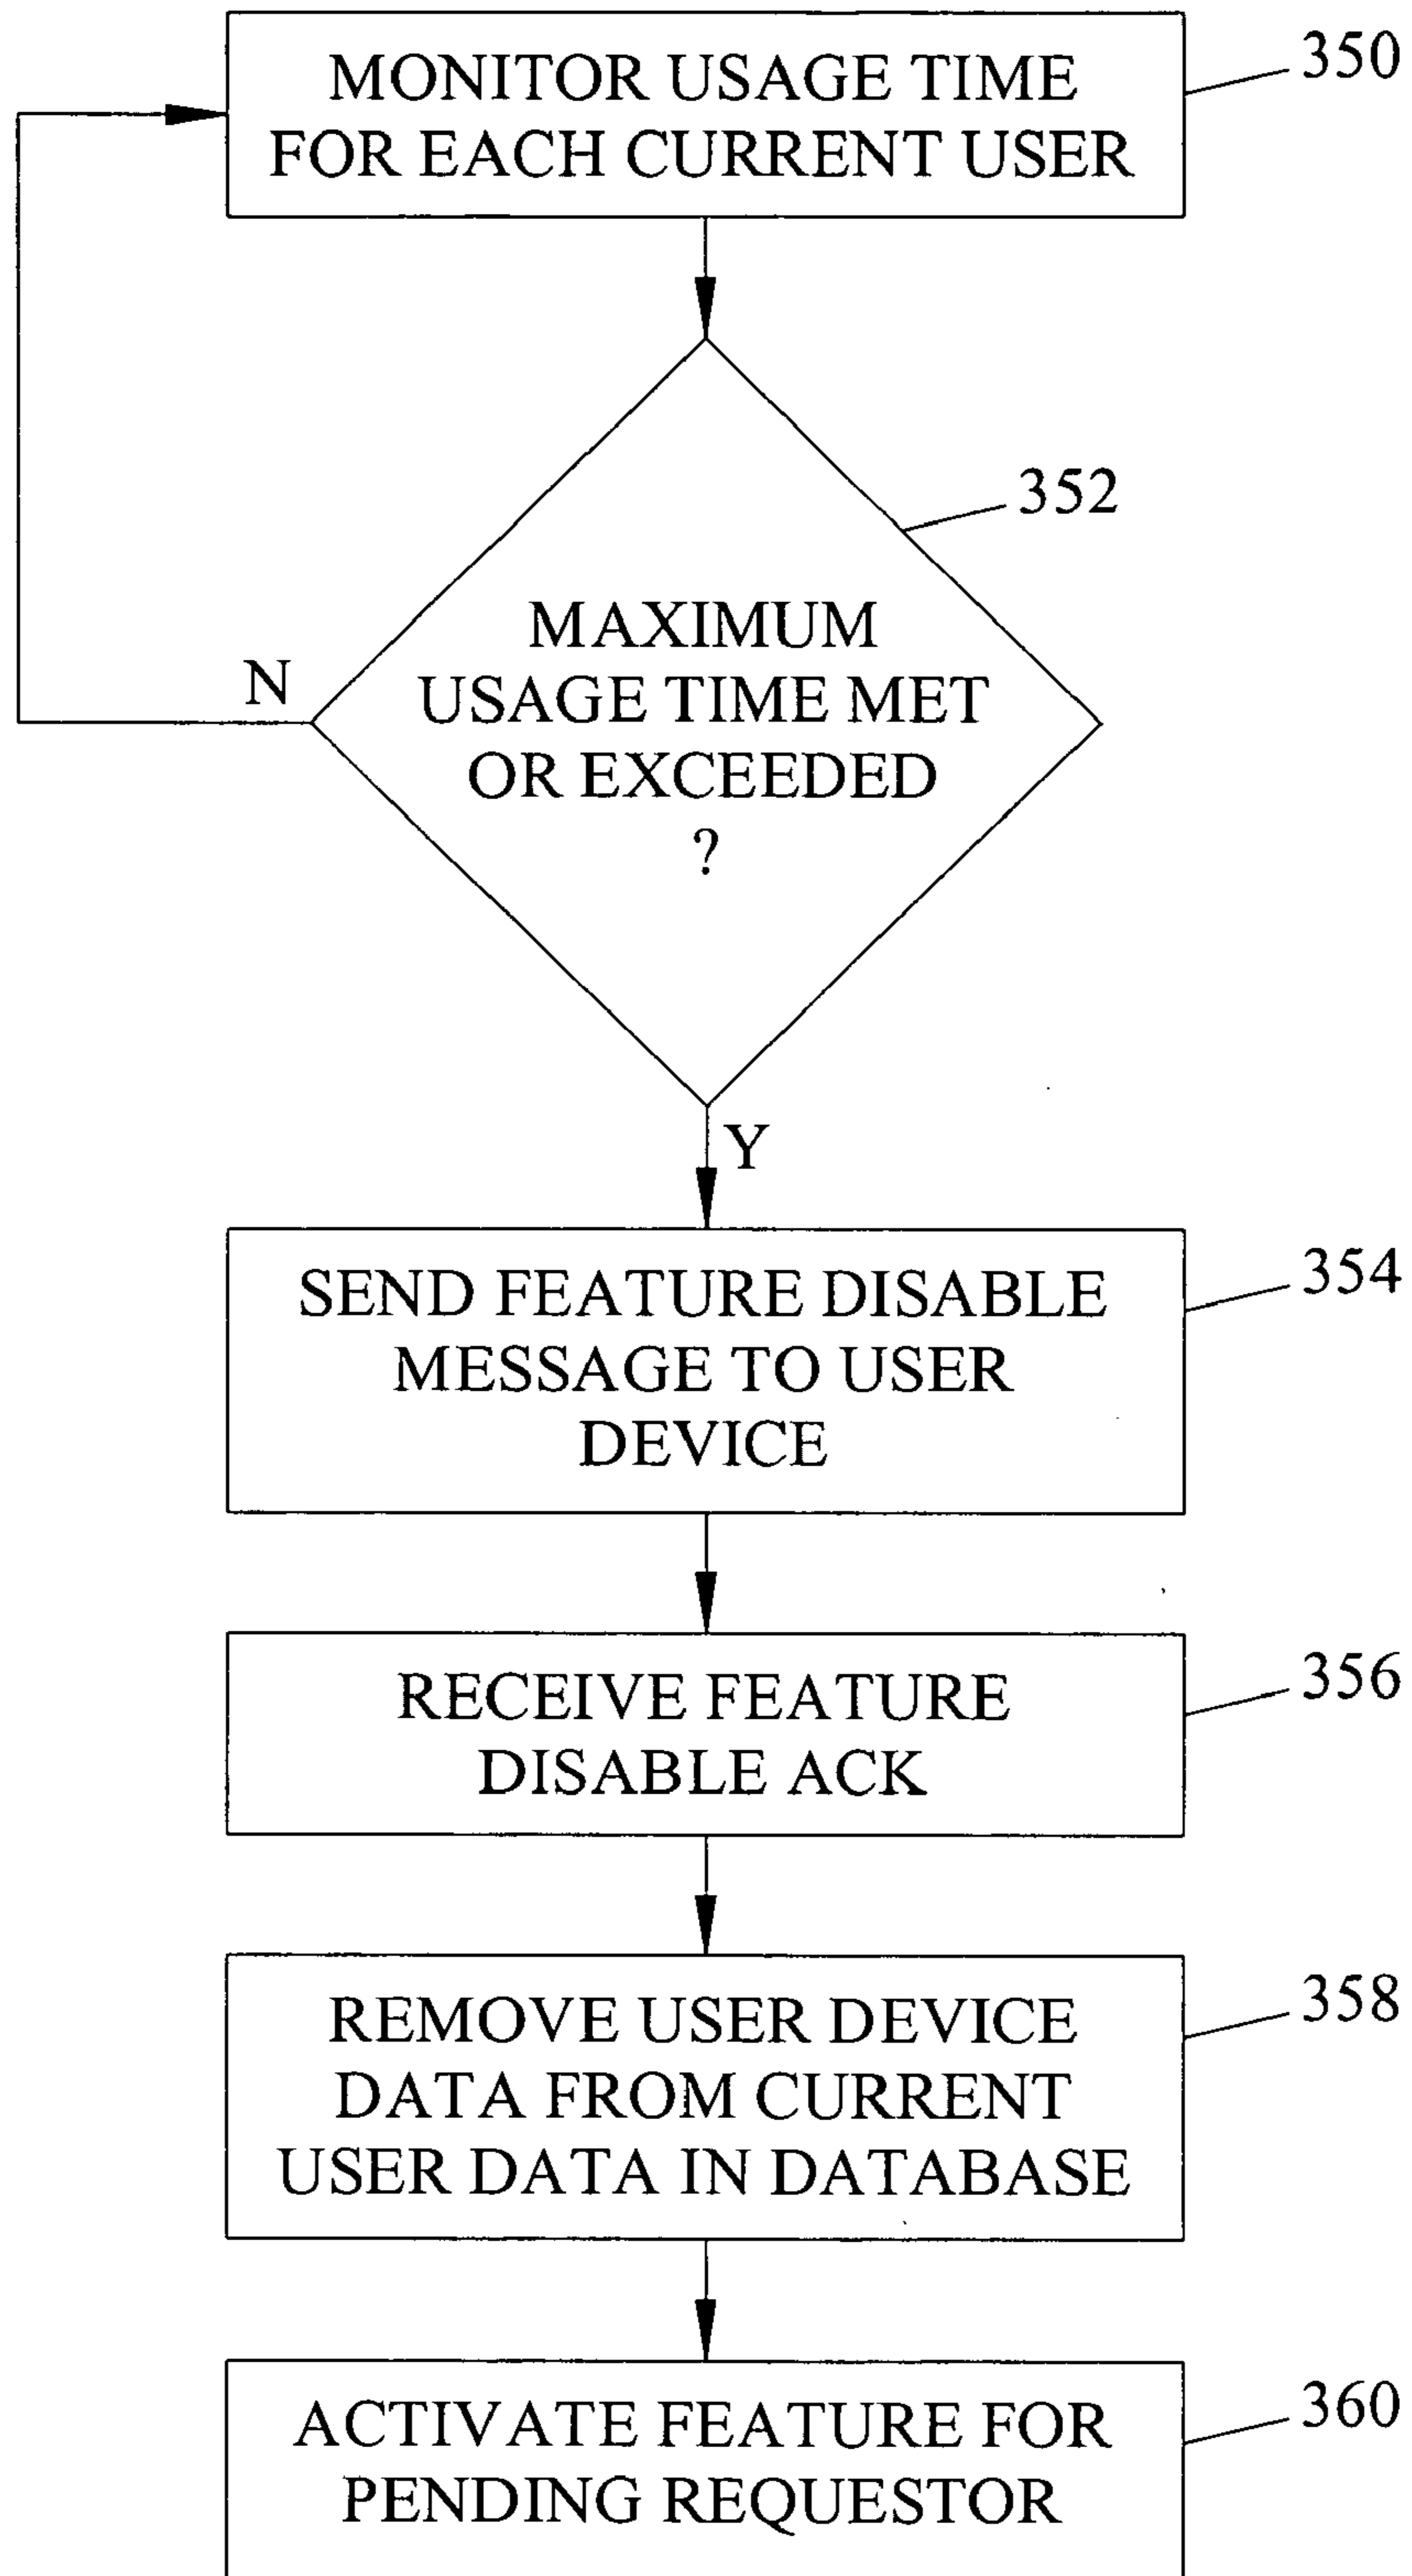 MONITOR USAGE TIME
FOR EACH CURRENT USER
350
352
MAXIMUM
USAGE TIME MET
OR EXCEEDED
?
N
Y
SEND FEATURE DISABLE
MESSAGE TO USER
DEVICE
354
RECEIVE FEATURE
DISABLE ACK
356
REMOVE USER DEVICE
DATA FROM CURRENT
USER DATA IN DATABASE
358
ACTIVATE FEATURE FOR
PENDING REQUESTOR
360